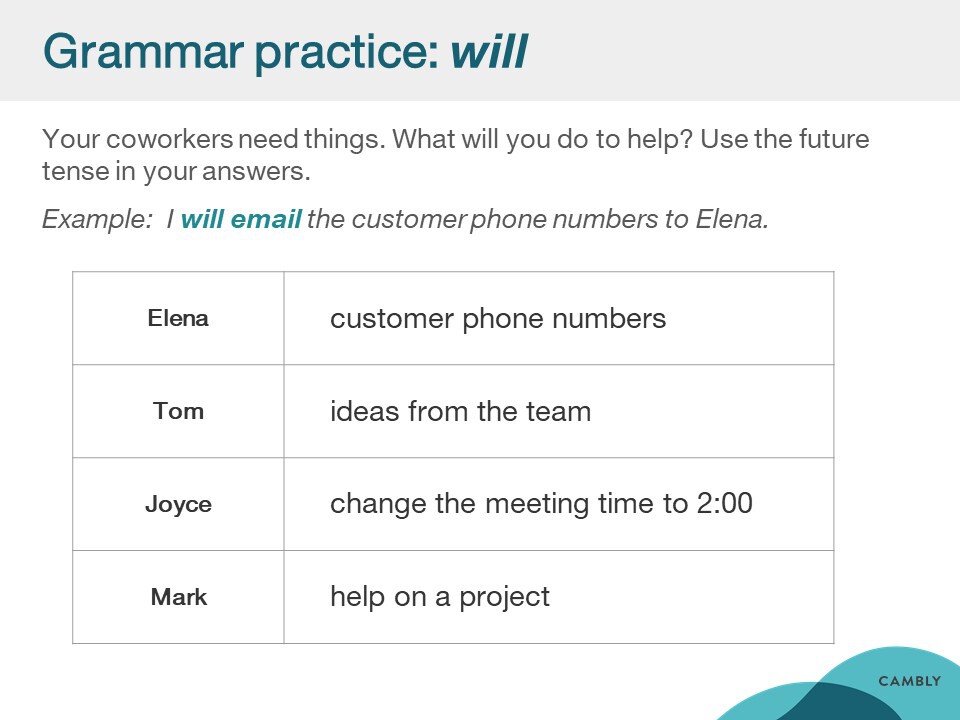 Grammar practice: will
Your coworkers need things. What will you do to help? Use the future
tense in your answers.
Example:  I will email the customer phone numbers to Elena.
Elena
customer phone numbers
Tom
ideas from the team
Joyce
change the meeting time to 2:00
Mark
help on a project
CAMBLY